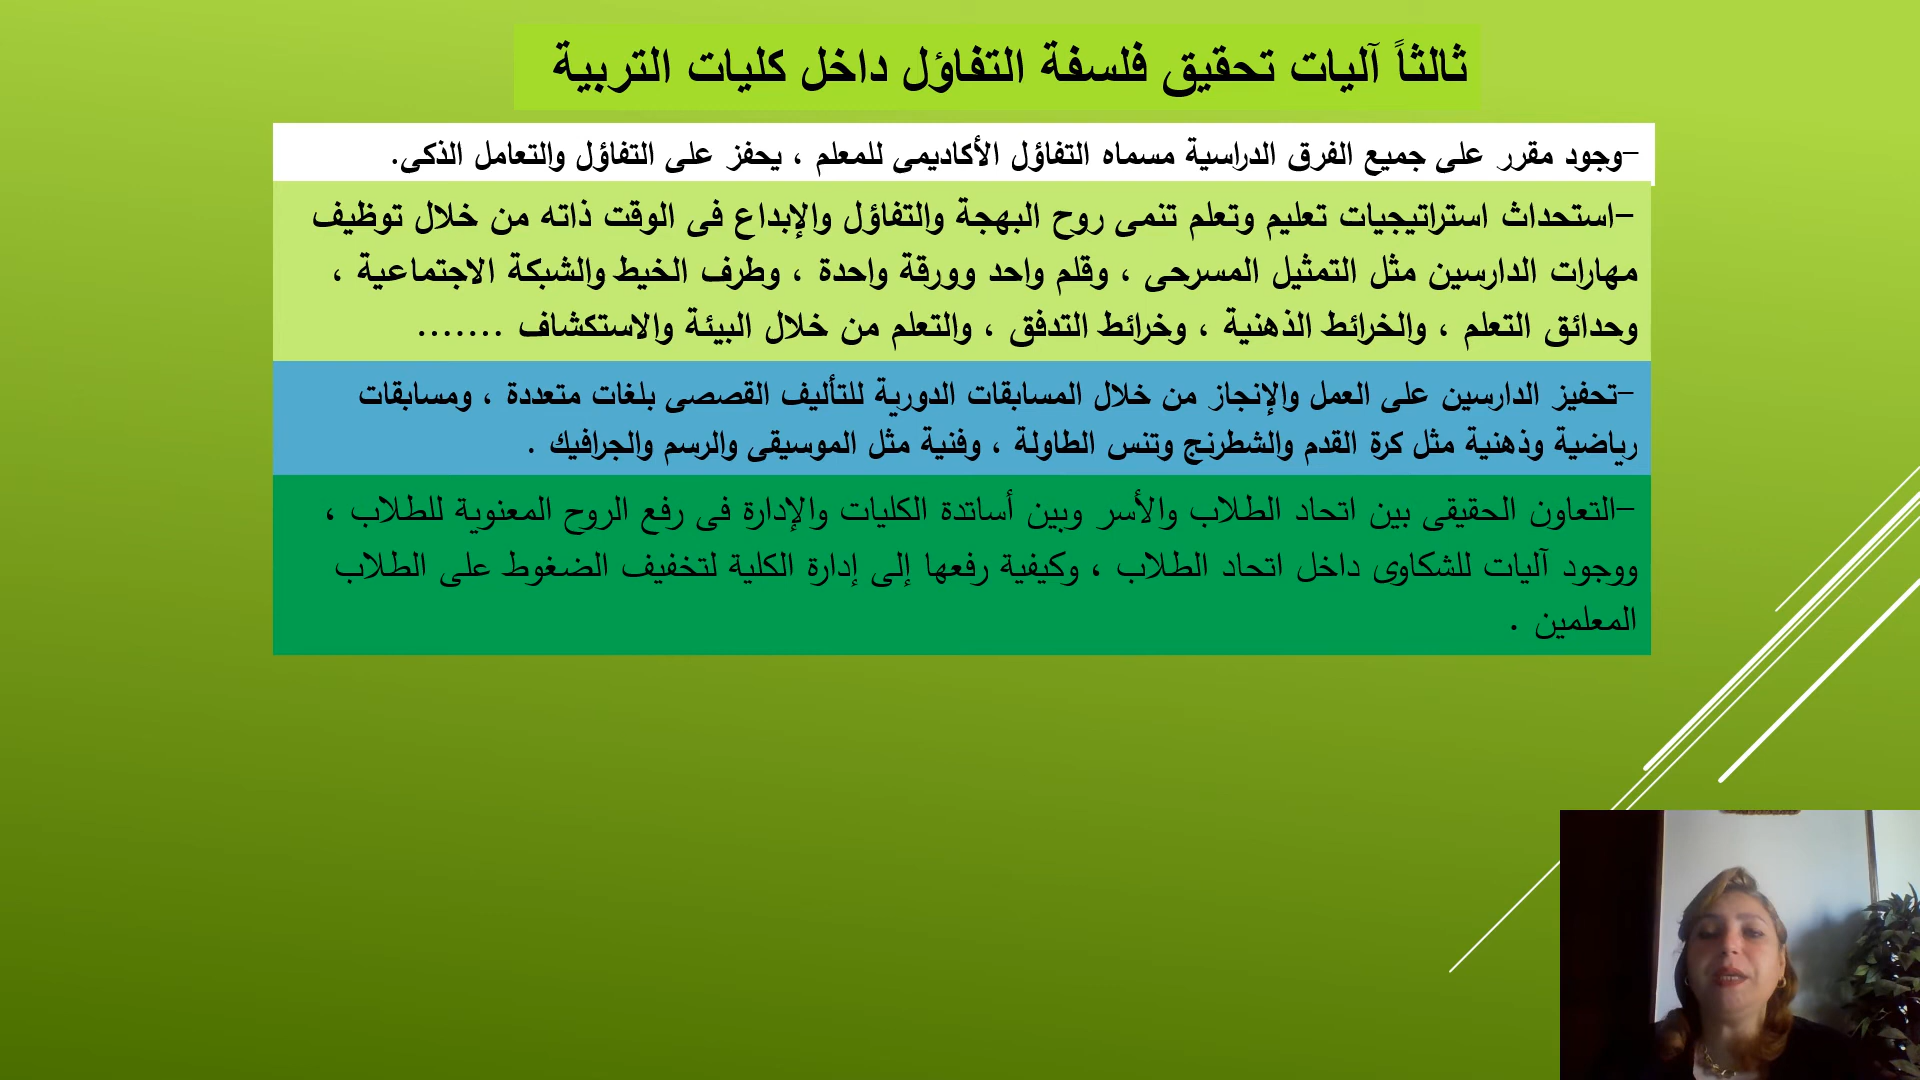 ثالثاً آليات تحقيق فلسفة التفاؤل داخل كليات التربية
-وجود مقرر على جميع الفرق الدراسية مسماه التفاؤل الأكاديمى للمعلم ، يحفز على التفاؤل والتعامل الذكى.
-استحداث استراتيجيات تعليم وتعلم تنمى روح البهجة والتفاؤل والإبداع فى الوقت ذاته من خلال توظيف
مهارات الدارسين مثل التمثيل المسرحى ، وقلم واحد وورقة واحدة ، وطرف الخيط والشبكة الاجتماعية ،
وحدائق التعلم ، والخرائط الذهنية ، وخرائط التدفق ، والتعلم من خلال البيئة والاستكشاف .......
-تحفيز الدارسين على العمل والإنجاز من خلال المسابقات الدورية للتأليف القصصى بلغات متعددة ، ومسابقات
رياضية وذهنية مثل كرة القدم والشطرنج وتنس الطاولة ، وفنية مثل الموسيقى والرسم والجرافيك .
-التعاون الحقيقى بين اتحاد الطلاب والأسر وبين أساتدة الكليات والإدارة فى رفع الروح المعنوية للطلاب ،
ووجود آليات للشكاوى داخل اتحاد الطلاب ، وكيفية رفعها إلى إدارة الكلية لتخفيف الضغوط على الطلاب
المعلمين .